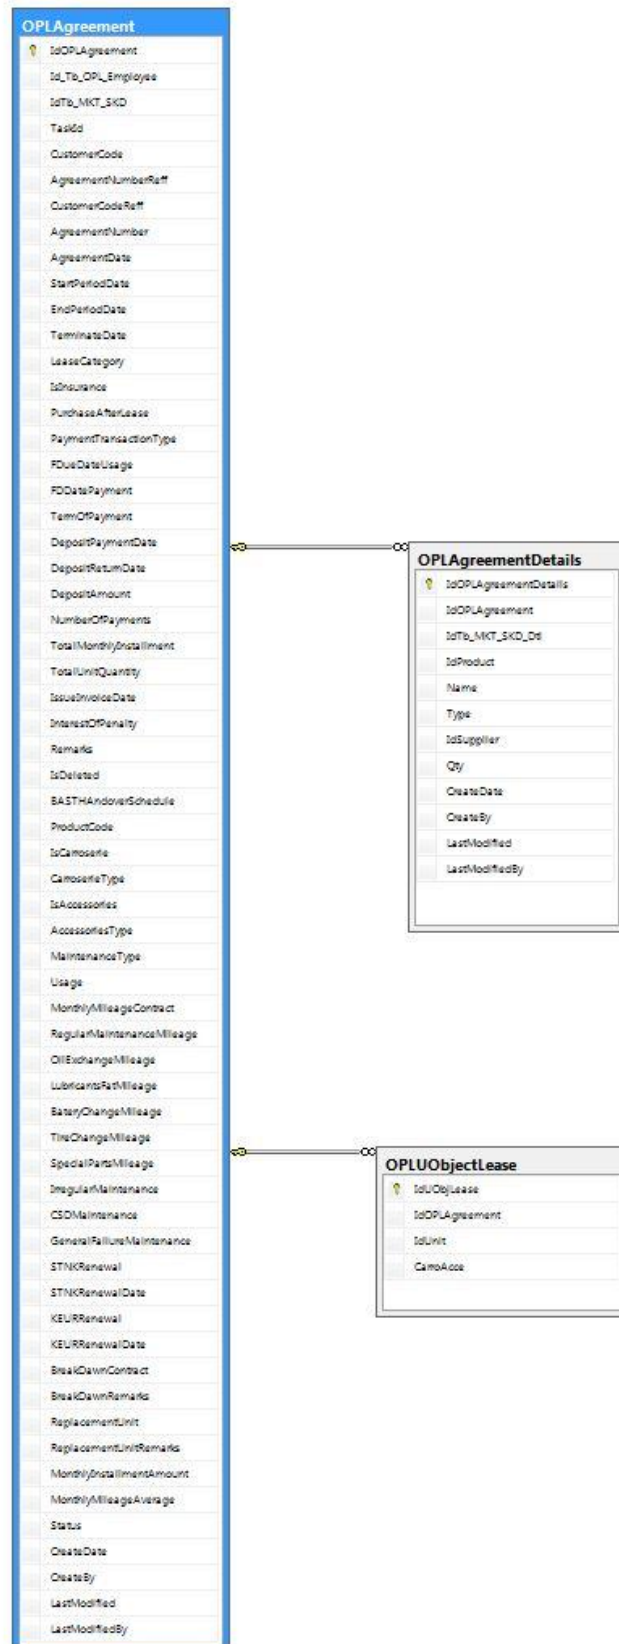 OPLAgreement
IdOPLAgreement
Id_Tb_OPL_Employee
IdTb_MKT_SKD
TaskId
CustomerCode
AgreementNumberReff
CustomerCodeReff
AgreementNumber
AgreementDate
StartPeriodDate
EndPeriodDate
TerminateDate
LeaseCategory
IsInsurance
PurchaseAfterLease
PaymentTransactionType
FDueDateUsage
FDDatePayment
TermOfPayment
DepositPaymentDate
DepositReturnDate
DepositAmount
NumberOfPayments
TotalMonthlyInstallment
TotalUnitQuantity
IssueInvoiceDate
InterestOfPenalty
Remarks
IsDeleted
BASTHAndoverSchedule
ProductCode
IsCarroserie
CarroserieType
IsAccessories
AccessoriesType
MaintenanceType
Usage
MonthlyMileageContract
RegularMaintenanceMileage
OilExchangeMileage
LubricantsFatMileage
BateryChangeMileage
TireChangeMileage
SpecialPartsMileage
IrregularMaintenance
CSDMaintenance
GeneralFailureMaintenance
STNKRenewal
STNKRenewalDate
KEURRenewal
KEURRenewalDate
BreakDawnContract
BreakDawnRemarks
ReplacementUnit
ReplacementUnitRemarks
MonthlyInstallmentAmount
MonthlyMileageAverage
Status
CreateDate
CreateBy
LastModified
LastModifiedBy
OPLAgreementDetails
IdOPLAgreementDetails
IdOPLAgreement
IdTb_MKT_SKD_Dtl
IdProduct
Name
Type
IdSupplier
Qty
CreateDate
CreateBy
LastModified
LastModifiedBy
OPLUObjectLease
IdUObjLease
IdOPLAgreement
IdUnit
CarroAcce